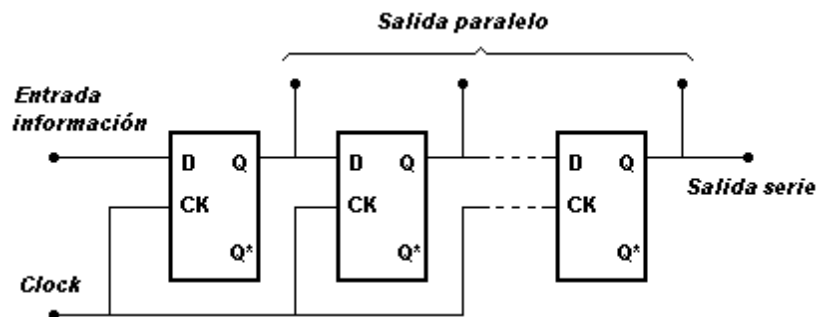 Salida paralelo
Entrada
información
D Q
CK
Q*
D Q
CK
Q*
D Q
CK
Q*
Salida serie
Clock